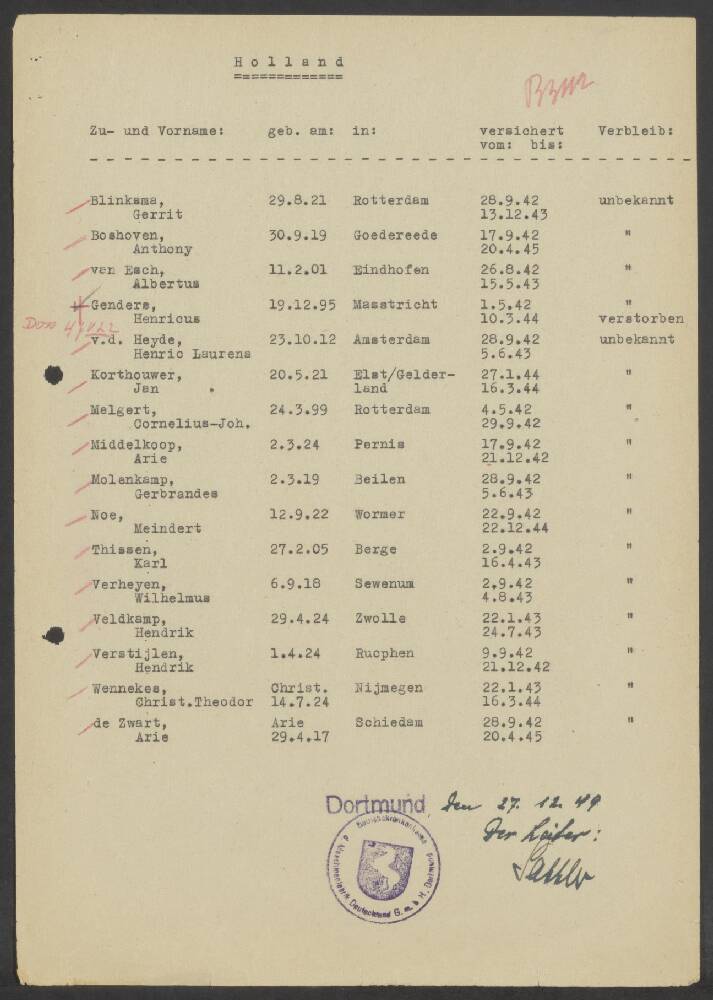 Holland
Zu- und Vorname: geb. am: in: versichert Verbleib:
vom: bis:
Blinksma, 29.8.21 Rotterdam 28.9.42 unbekannt
Gerrit 13.12.43
Boshoven, 30.9.19 Goedereede 17.9.42 "
Anthony 20.4.45
van Esch, 11.2.01 Eindhofen 26.8.42 "
Albertus 15.5.43
Genders, 19.12.95 Masstricht 1.5.42 "
Henricus 10.3.44 verstorben
v.d. Heyde, 23.10.12 Amsterdam 28.9.42 unbekannt
Henric Laurens 5.6.43
Korthouwer, 20.5.21 Elst/Gelder- 27.1.44 "
Jan land 16.3.44
Melgert, 24.3.99 Rotterdam 4.5.42 "
Cornelius-Joh. 29.9.42
Middelkoop, 2.3.24 Pernis 17.9.42 "
Arie 21.12.42
Molenkamp, 2.3.19 Beilen 28.9.42 "
Gerbrandes 5.6.43
Noe, 12.9.22 Wormer 22.9.42 "
Meindert 22.12.44
Thissen, 27.2.05 Berge 2.9.42 "
Karl 16.4.43
Verheyen, 6.9.18 Sewenum 2.9.42 "
Wilhelmus 4.8.43
Veldkamp, 29.4.24 Zwolle 22.1.43 "
Hendrik 24.7.43
Verstijlen, 1.4.24 Rucphen 9.9.42 "
Hendrik 21.12.42
Wennekes, Christ. Nijmegen 22.1.43 "
Christ.Theodor 14.7.24 16.3.44
de Zwart, Arie Schiedam 28.9.42 "
Arie 29.4.17 20.4.45
Dortmund, den 27. 12. 49
Der Leiter: